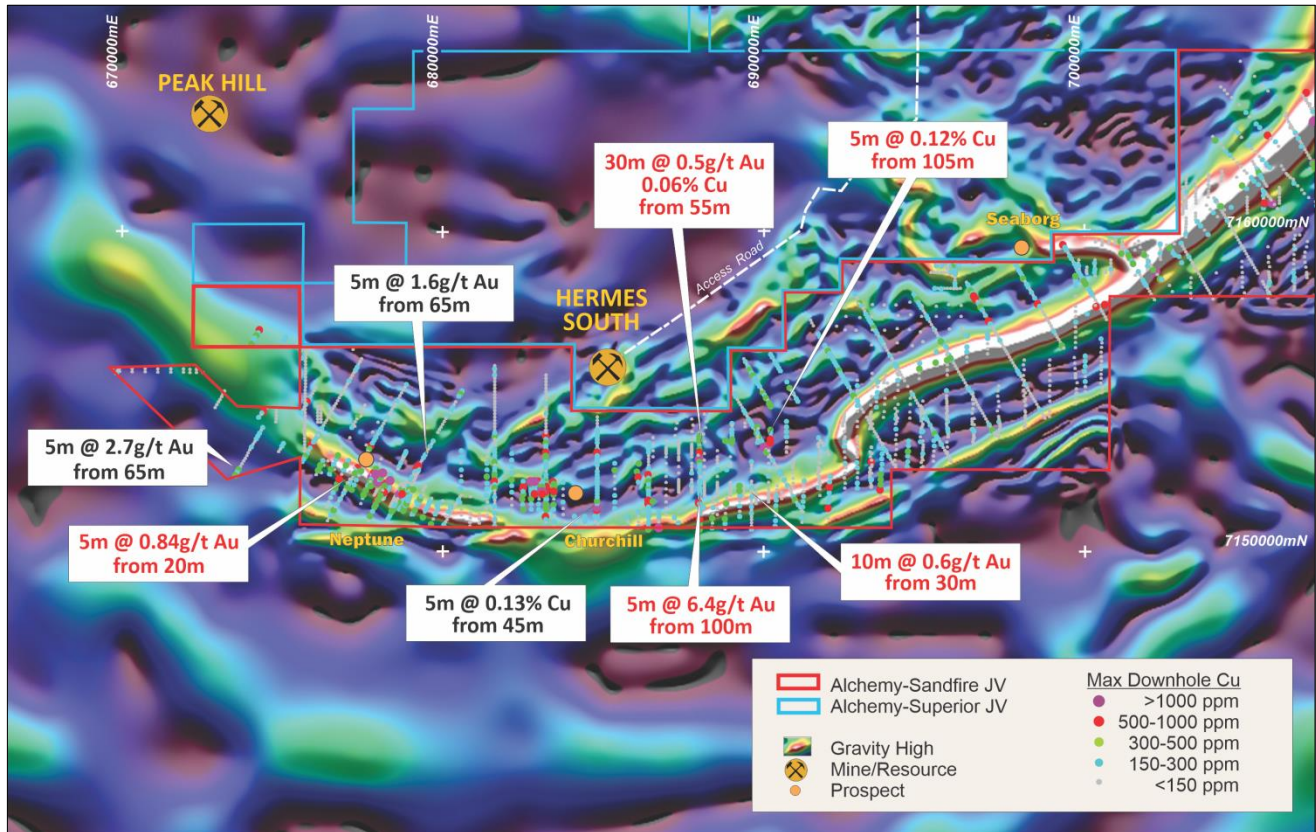 670000mE
680000mE
690000mE
700000mE
PEAK HILL
5m @ 0.12% Cu
from 105m
30m @ 0.5g/t Au
0.06% Cu
from 55m
Seaborg
7160000mN
Access Road
5m @ 1.6g/t Au
from 65m
HERMES
SOUTH
5m @ 2.7g/t Au
from 65m
5m @ 0.84g/t Au
from 20m
Neptune
Churchill
7150000mN
5m @ 0.13% Cu
from 45m
5m @ 6.4g/t Au
from 100m
10m @ 0.6g/t Au
from 30m
Alchemy-Sandfire JV
Alchemy-Superior JV
Gravity High
Mine/Resource
Prospect
Max Downhole Cu
>1000 ppm
500-1000 ppm
300-500 ppm
150-300 ppm
<150 ppm